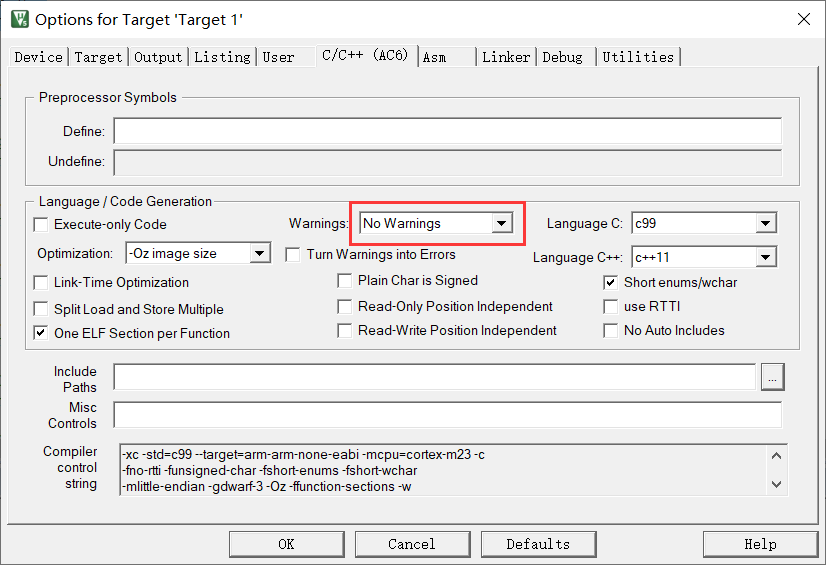 Options for Target 'Target 1'
Device Target Output Listing User C/C++ (AC6) Asm Linker Debug Utilities
Preprocessor Symbols
Define:
Undefine:
Language / Code Generation
Execute-only Code
Warnings: No Warnings
Language C: c99
Optimization: -Oz image size
Turn Warnings into Errors
Language C++: c++11
Link-Time Optimization
Plain Char is Signed
Short enums/wchar
Split Load and Store Multiple
Read-Only Position Independent
use RTTI
One ELF Section per Function
Read-Write Position Independent
No Auto Includes
Include
Paths
...
Misc
Controls
Compiler
control
string
-xc -std=c99 --target=arm-arm-none-eabi -mcpu=cortex-m23 -c
-fno-rtti -funsigned-char -fshort-enums -fshort-wchar
-mlittle-endian -gdwarf-3 -Oz -ffunction-sections -w
OK Cancel Defaults Help